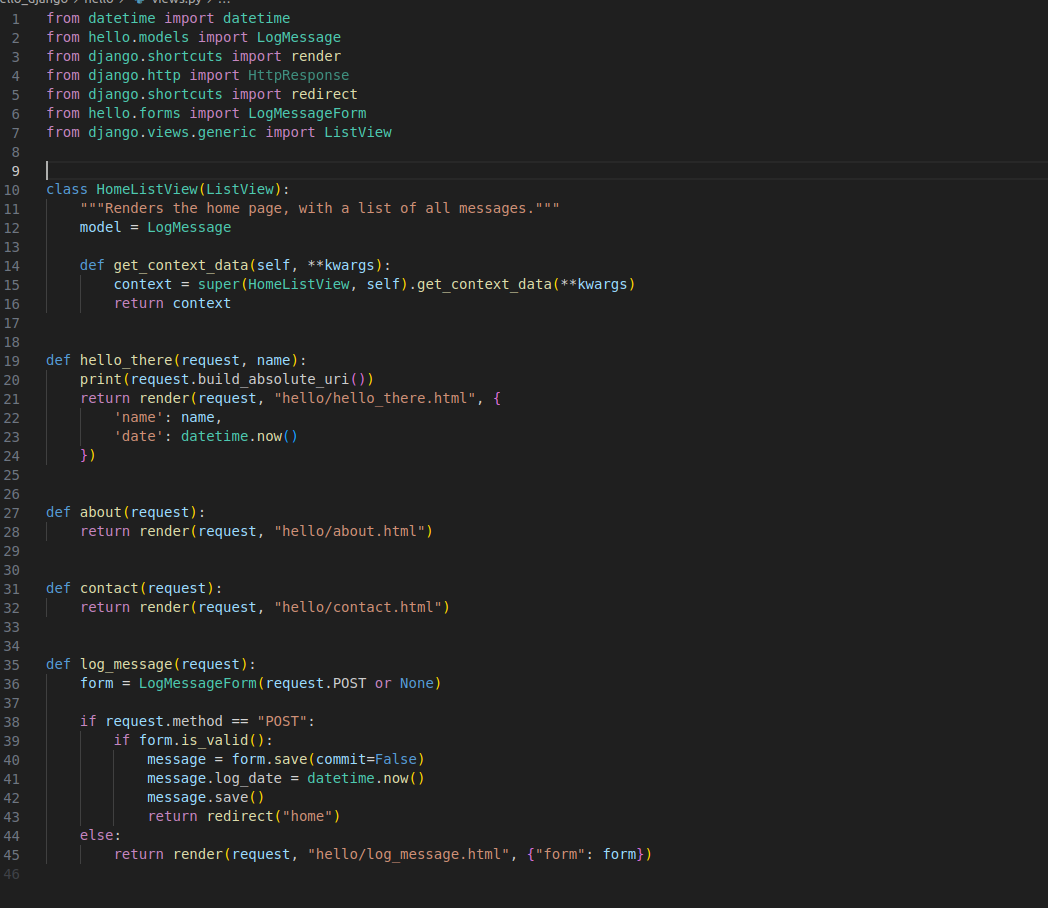 hello_django > hello > views.py > ...
1 from datetime import datetime
2 from hello.models import LogMessage
3 from django.shortcuts import render
4 from django.http import HttpResponse
5 from django.shortcuts import redirect
6 from hello.forms import LogMessageForm
7 from django.views.generic import ListView
8
9
10 class HomeListView(ListView):
11     """Renders the home page, with a list of all messages."""
12     model = LogMessage
13
14     def get_context_data(self, **kwargs):
15         context = super(HomeListView, self).get_context_data(**kwargs)
16         return context
17
18
19 def hello_there(request, name):
20     print(request.build_absolute_uri())
21     return render(request, "hello/hello_there.html", {
22         'name': name,
23         'date': datetime.now()
24     })
25
26
27 def about(request):
28     return render(request, "hello/about.html")
29
30
31 def contact(request):
32     return render(request, "hello/contact.html")
33
34
35 def log_message(request):
36     form = LogMessageForm(request.POST or None)
37
38     if request.method == "POST":
39         if form.is_valid():
40             message = form.save(commit=False)
41             message.log_date = datetime.now()
42             message.save()
43             return redirect("home")
44     else:
45         return render(request, "hello/log_message.html", {"form": form})
46